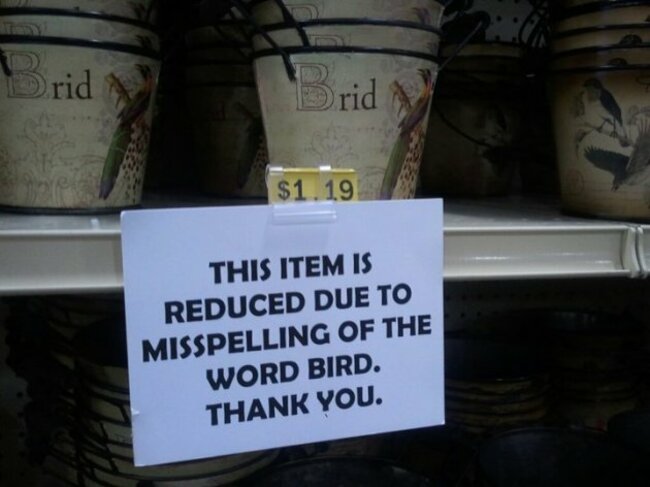 Brid
Brid
$1.19
THIS ITEM IS
REDUCED DUE TO
MISSPELLING OF THE
WORD BIRD.
THANK YOU.